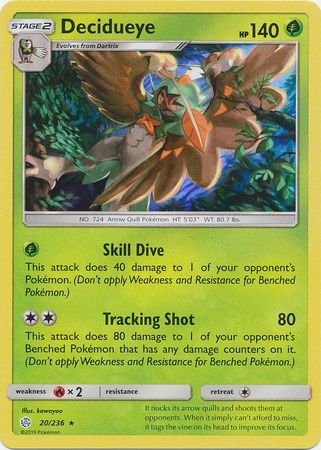 STAGE2
Decidueye
HP 140
Evolves from Dartrix
NO. 724 Arrow Quill Pokémon HT: 5'03" WT: 80.7 lbs.
Skill Dive
This attack does 40 damage to 1 of your opponent's
Pokémon. (Don't apply Weakness and Resistance for Benched
Pokémon.)
Tracking Shot 80
This attack does 80 damage to 1 of your opponent's
Benched Pokémon that has any damage counters on it.
(Don't apply Weakness and Resistance for Benched Pokémon.)
weakness × 2 resistance retreat
Illus. kawayoo
20/236 ★
©2019 Pokémon
It nocks its arrow quills and shoots them at
opponents. When it simply can't afford to miss,
it tugs the vine on its head to improve its focus.